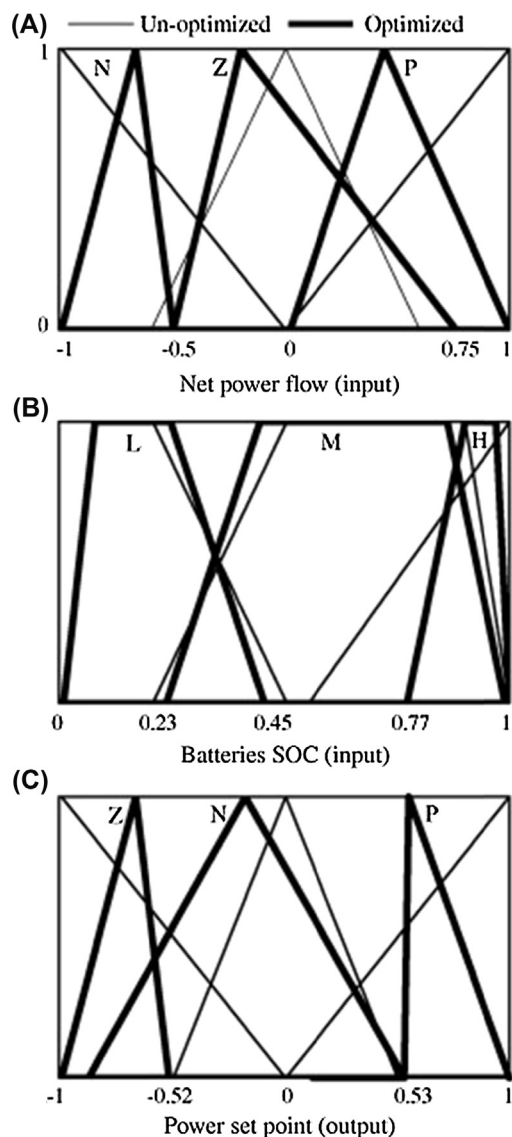 (A)
Un-optimized Optimized
1
N Z P
0
-1 -0.5 0 0.75 1
Net power flow (input)
(B)
L M H
0 0.23 0.45 0.77 1
Batteries SOC (input)
(C)
Z N P
-1 -0.52 0 0.53 1
Power set point (output)